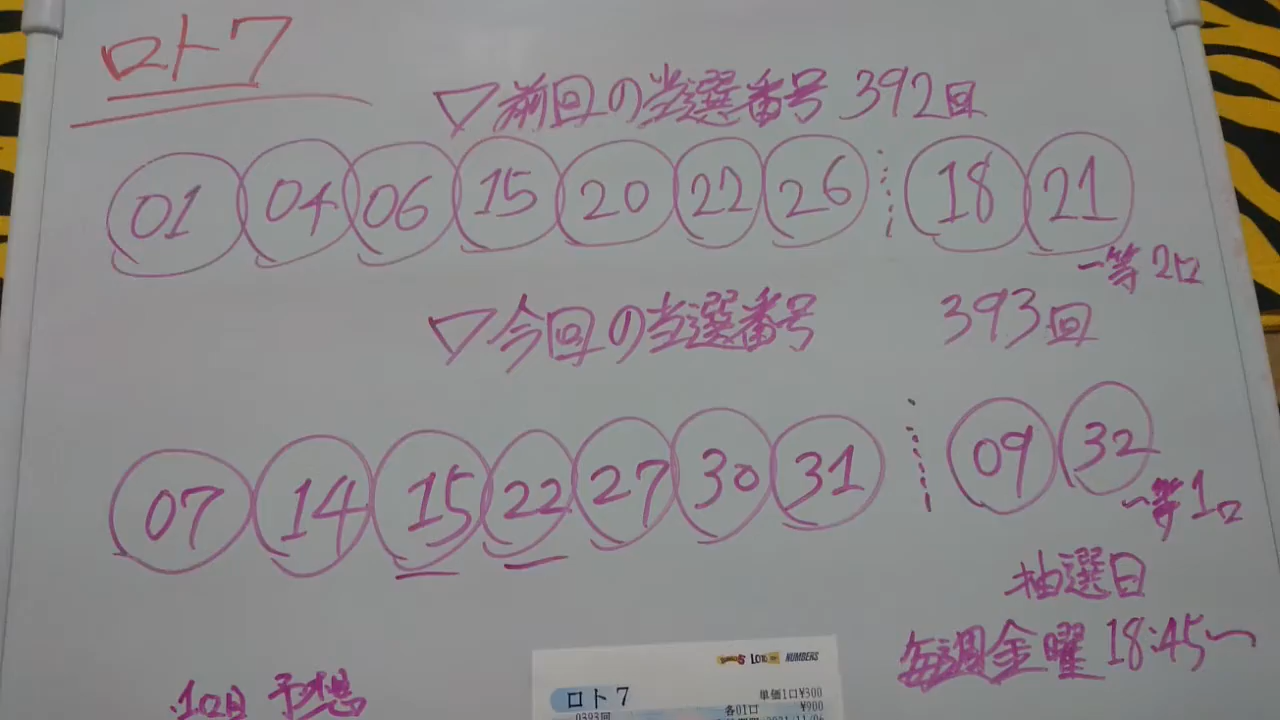 ロト7
▽前回の当選番号 392回
01 04 06 15 20 22 26 18 21
一等2口
▽今回の当選番号 393回
07 14 15 22 27 30 31 09 32
一等1口
抽選日
毎週金曜 18:45〜
1口目 予想
LOTO NUMBERS
ロト7 単価1口¥300
0393回 各01口 ¥900